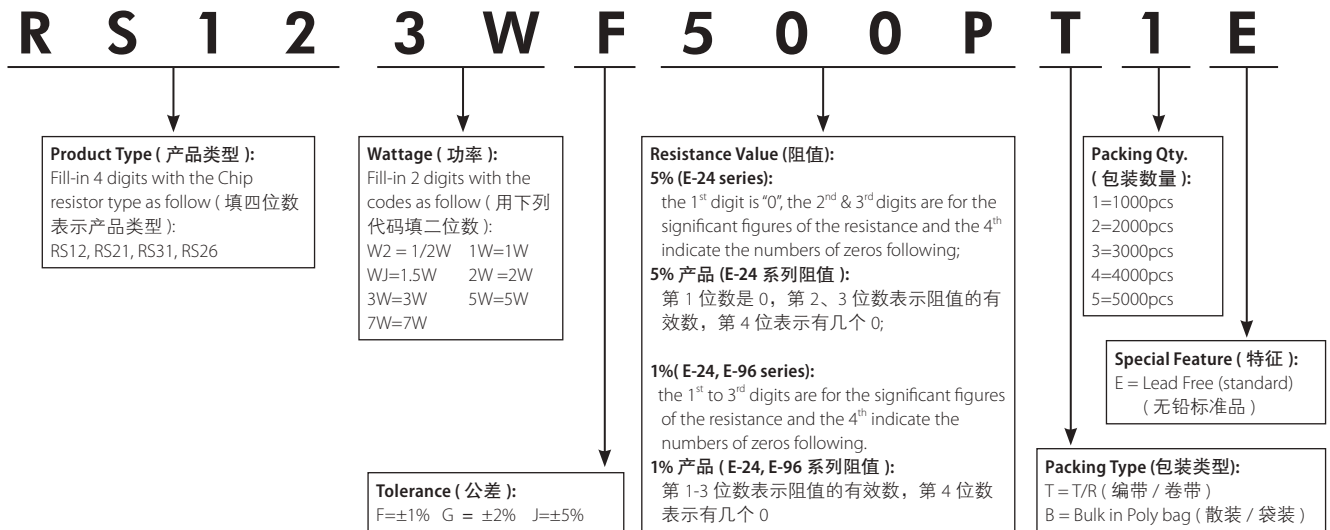 RS123WF500PT1E
Product Type ( 产品类型 ):
Fill-in 4 digits with the Chip
resistor type as follow ( 填四位数
表示产品类型 ):
RS12, RS21, RS31, RS26
Wattage ( 功率 ):
Fill-in 2 digits with the
codes as follow ( 用下列
代码填二位数 ):
W2 = 1/2W 1W=1W
WJ=1.5W 2W =2W
3W=3W 5W=5W
7W=7W
Tolerance ( 公差 ):
F=±1% G = ±2% J=±5%
Resistance Value (阻值):
5% (E-24 series):
the 1st digit is “0”, the 2nd & 3rd digits are for the
significant figures of the resistance and the 4th
indicate the numbers of zeros following;
5% 产品 (E-24 系列阻值 ):
第 1 位数是 0，第 2、3 位数表示阻值的有
效数，第 4 位表示有几个 0;
1%( E-24, E-96 series):
the 1st to 3rd digits are for the significant figures
of the resistance and the 4th indicate the
numbers of zeros following.
1% 产品 ( E-24, E-96 系列阻值 ):
第 1-3 位数表示阻值的有效数，第 4 位数
表示有几个 0
Packing Qty.
( 包装数量 ):
1=1000pcs
2=2000pcs
3=3000pcs
4=4000pcs
5=5000pcs
Special Feature ( 特征 ):
E = Lead Free (standard)
( 无铅标准品 )
Packing Type (包装类型):
T = T/R ( 编带 / 卷带 )
B = Bulk in Poly bag ( 散装 / 袋装 )